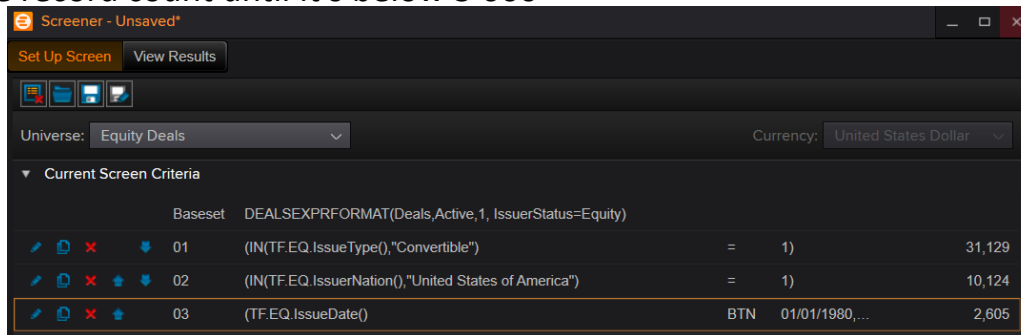 Screener - Unsaved*
Set Up Screen View Results
Universe: Equity Deals Currency: United States Dollar
Current Screen Criteria
Baseset DEALSEXPRFORMAT(Deals,Active,1, IssuerStatus=Equity)
01 (IN(TF.EQ.IssueType(),"Convertible") = 1) 31,129
02 (IN(TF.EQ.IssuerNation(),"United States of America") = 1) 10,124
03 (TF.EQ.IssueDate() BTN 01/01/1980,... 2,605